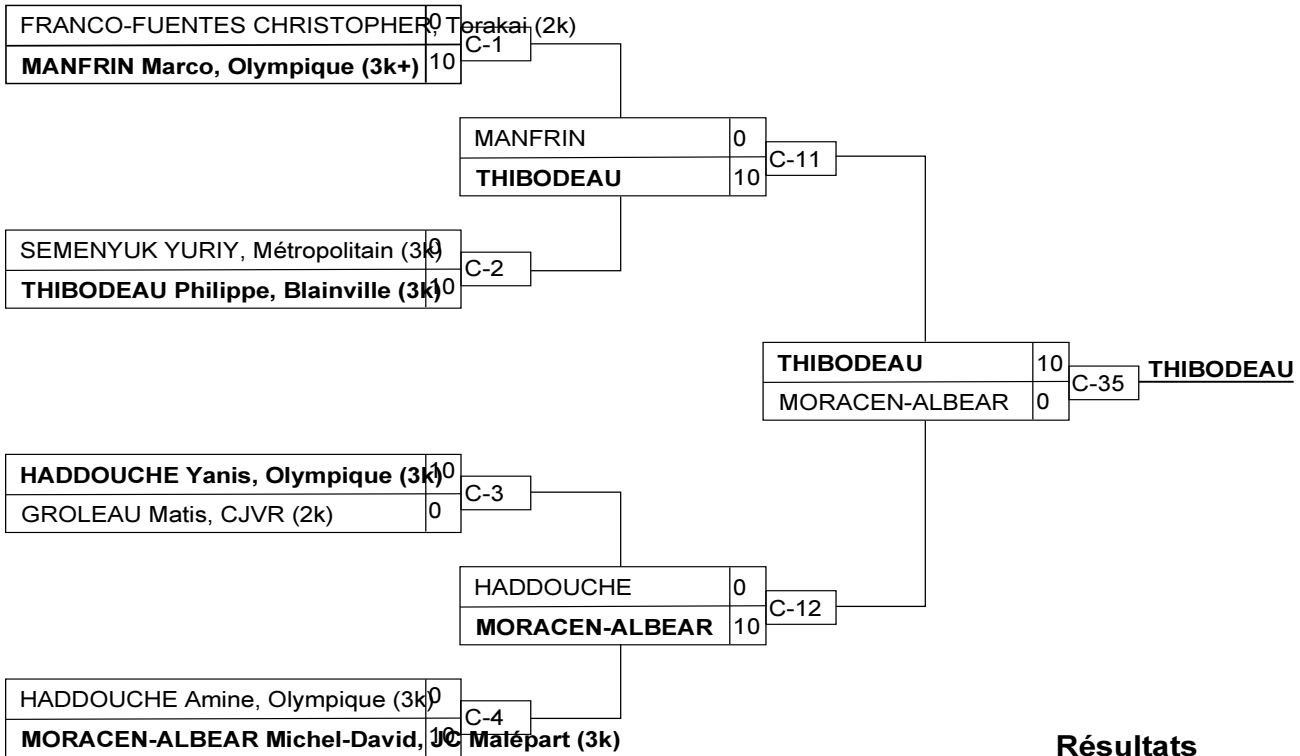 FRANCO-FUENTES CHRISTOPHER, Torakai (2k) 0
C-1
MANFRIN Marco, Olympique (3k+) 10
MANFRIN 0
C-11
THIBODEAU 10
SEMENYUK YURIY, Métropolitain (3k) 0
C-2
THIBODEAU Philippe, Blainville (3k) 10
THIBODEAU 10
C-35 THIBODEAU
MORACEN-ALBEAR 0
HADDOUCHE Yanis, Olympique (3k) 10
C-3
GROLEAU Matis, CJVR (2k) 0
HADDOUCHE 0
C-12
MORACEN-ALBEAR 10
HADDOUCHE Amine, Olympique (3k) 0
C-4
MORACEN-ALBEAR Michel-David, JC Malépart (3k) 10
Résultats